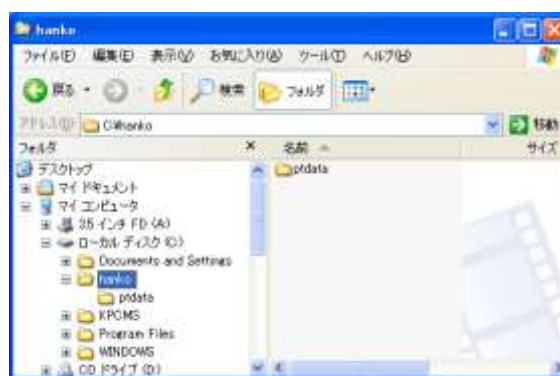 hanko
ファイル(F) 編集(E) 表示(V) お気に入り(A) ツール(T) ヘルプ(H)
戻る 検索 フォルダ
アドレス(D) C:¥hanko 移動
フォルダ × 名前 サイズ
デスクトップ ptdata
マイ ドキュメント
マイ コンピュータ
3.5 インチ FD (A:)
ローカル ディスク (C:)
Documents and Settings
hanko
ptdata
KPCMS
Program Files
WINDOWS
CD ドライブ (D:)